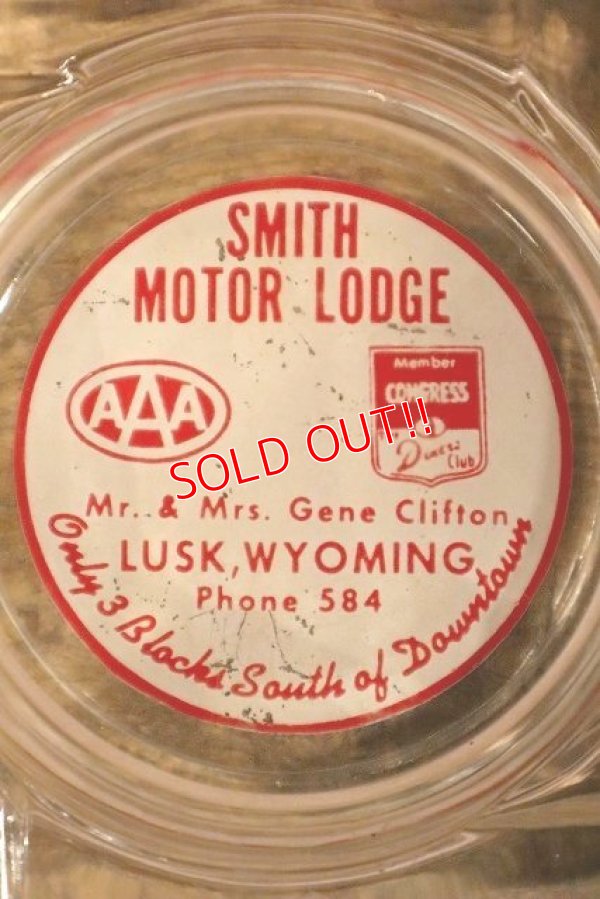 SMITH
MOTOR LODGE
AAA
Member
CONGRESS
Diners'
Club
SOLD OUT!!
Mr. & Mrs. Gene Clifton
LUSK, WYOMING
Phone 584
Only 3 Blocks South of Downtown